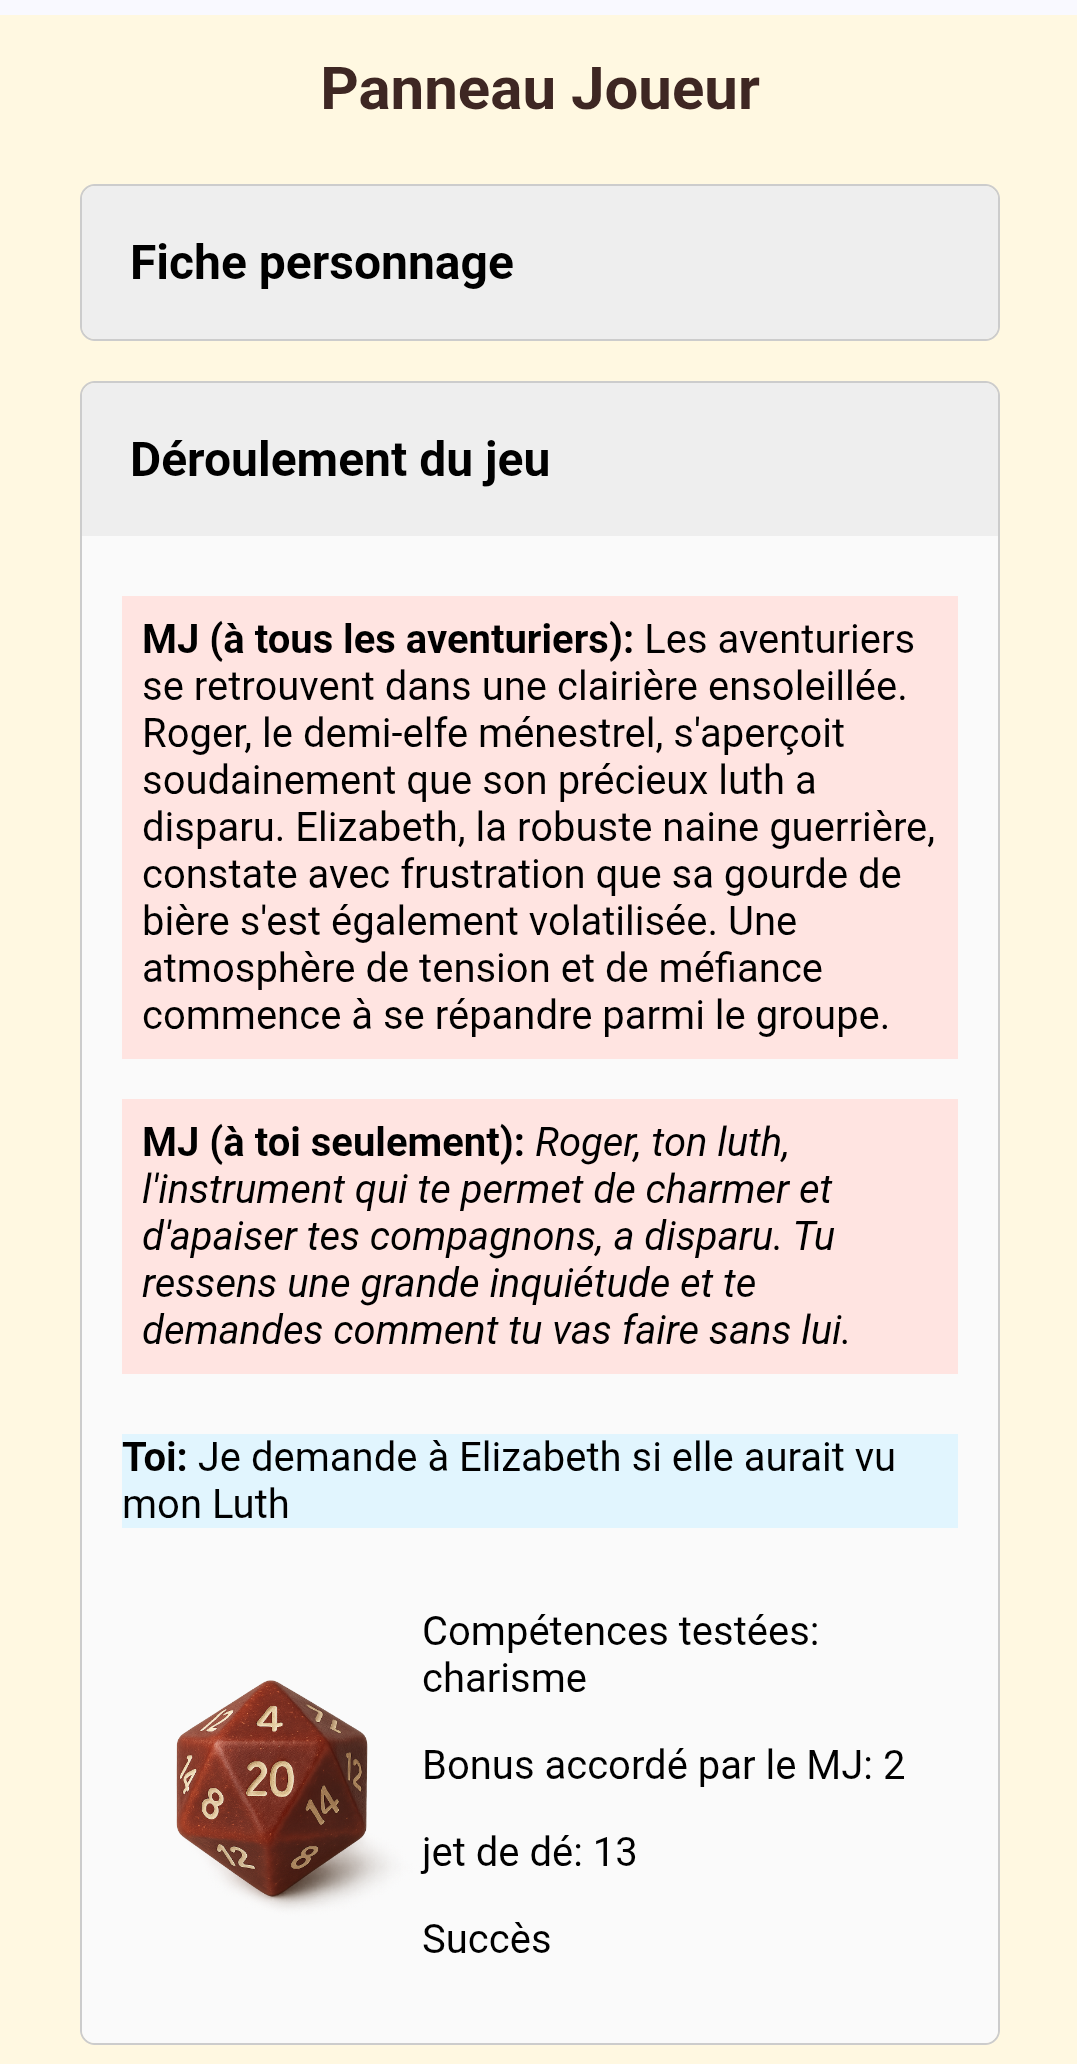 Panneau Joueur
Fiche personnage
Déroulement du jeu
MJ (à tous les aventuriers): Les aventuriers
se retrouvent dans une clairière ensoleillée.
Roger, le demi-elfe ménestrel, s'aperçoit
soudainement que son précieux luth a
disparu. Elizabeth, la robuste naine guerrière,
constate avec frustration que sa gourde de
bière s'est également volatilisée. Une
atmosphère de tension et de méfiance
commence à se répandre parmi le groupe.
MJ (à toi seulement): Roger, ton luth,
l'instrument qui te permet de charmer et
d'apaiser tes compagnons, a disparu. Tu
ressens une grande inquiétude et te
demandes comment tu vas faire sans lui.
Toi: Je demande à Elizabeth si elle aurait vu
mon Luth
Compétences testées:
charisme
Bonus accordé par le MJ: 2
jet de dé: 13
Succès
12 4
14 20 12
8 14
12 8